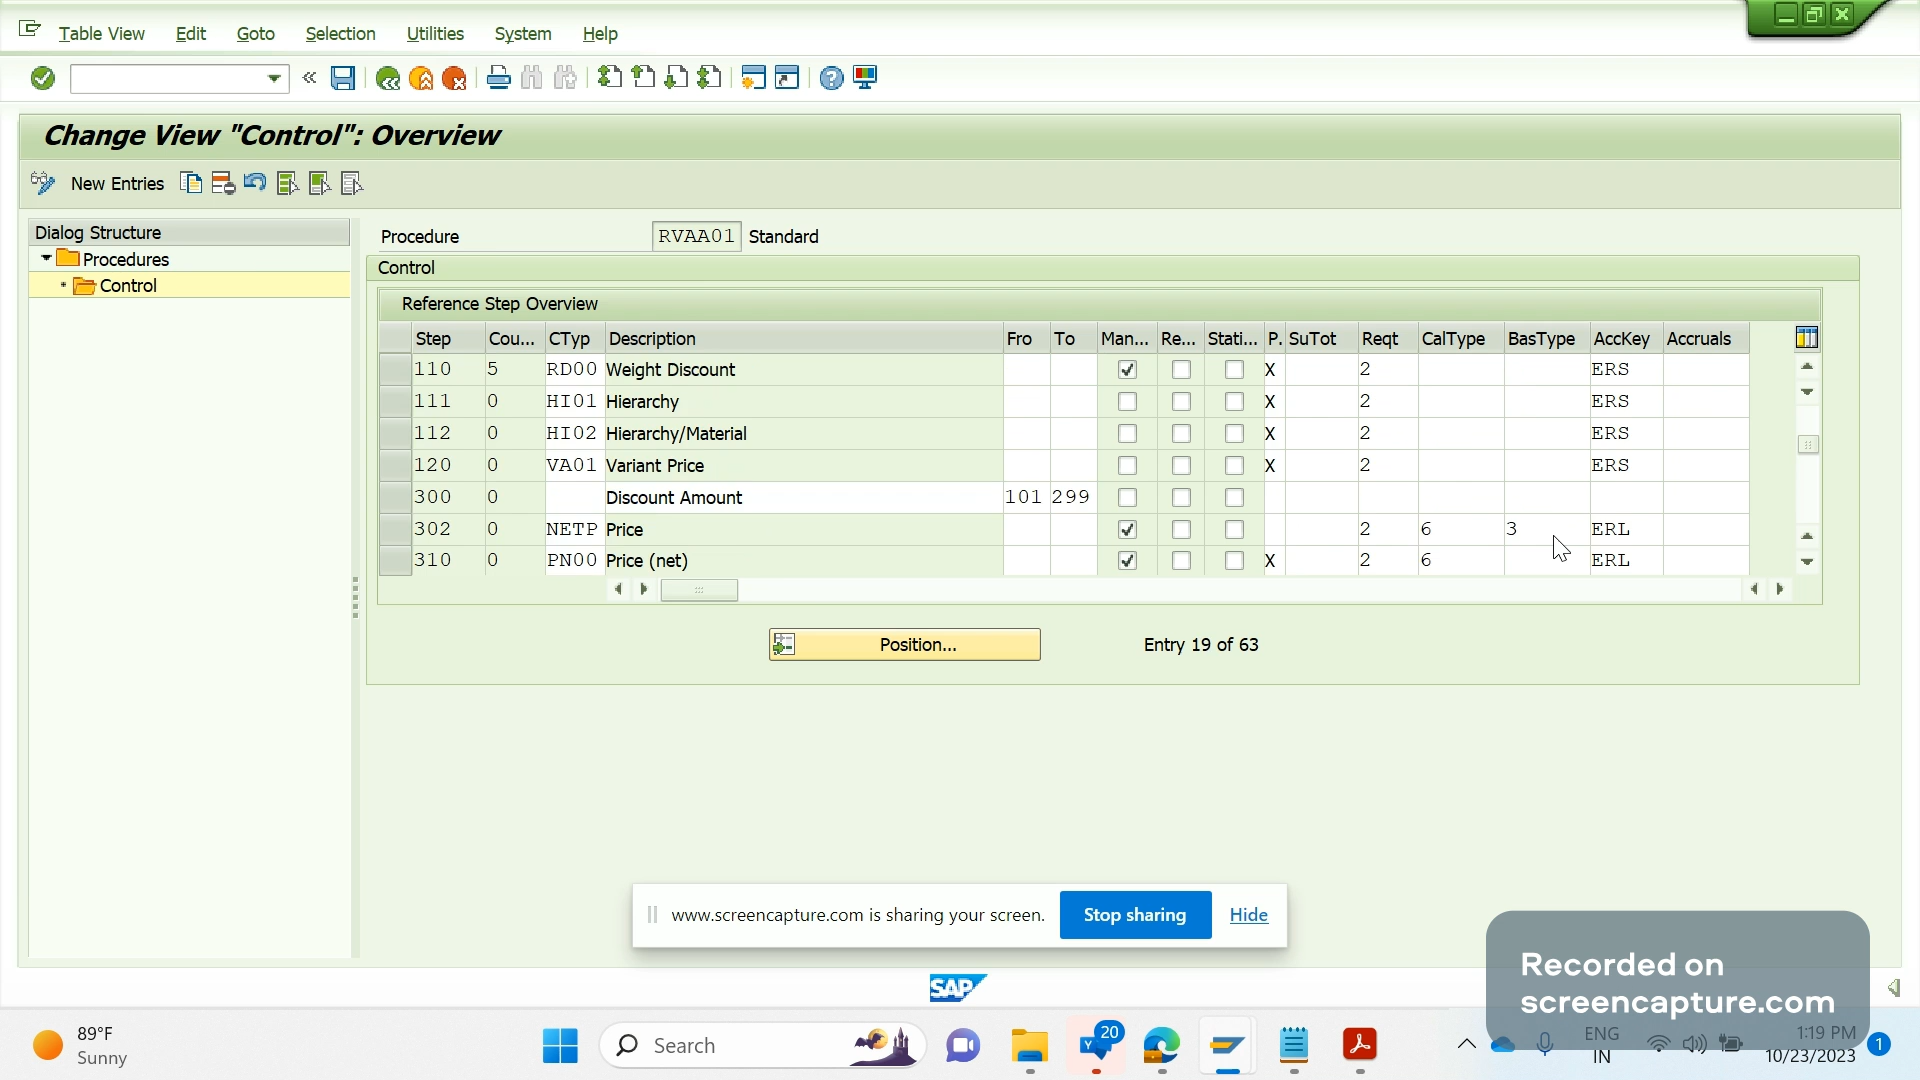 Table View Edit Goto Selection Utilities System Help
Change View "Control": Overview
New Entries
Dialog Structure
Procedures
Control
Procedure RVAA01 Standard
Control
Reference Step Overview
Step Cou... CTyp Description Fro To Man... Re... Stati... P. SuTot Reqt CalType BasType AccKey Accruals
110 5 RD00 Weight Discount X 2 ERS
111 0 HI01 Hierarchy X 2 ERS
112 0 HI02 Hierarchy/Material X 2 ERS
120 0 VA01 Variant Price X 2 ERS
300 0 Discount Amount 101 299
302 0 NETP Price 2 6 3 ERL
310 0 PN00 Price (net) X 2 6 ERL
Position... Entry 19 of 63
www.screencapture.com is sharing your screen. Stop sharing Hide
Recorded on
screencapture.com
SAP
89°F
Sunny
Search
20
ENG
IN
1:19 PM
10/23/2023
1